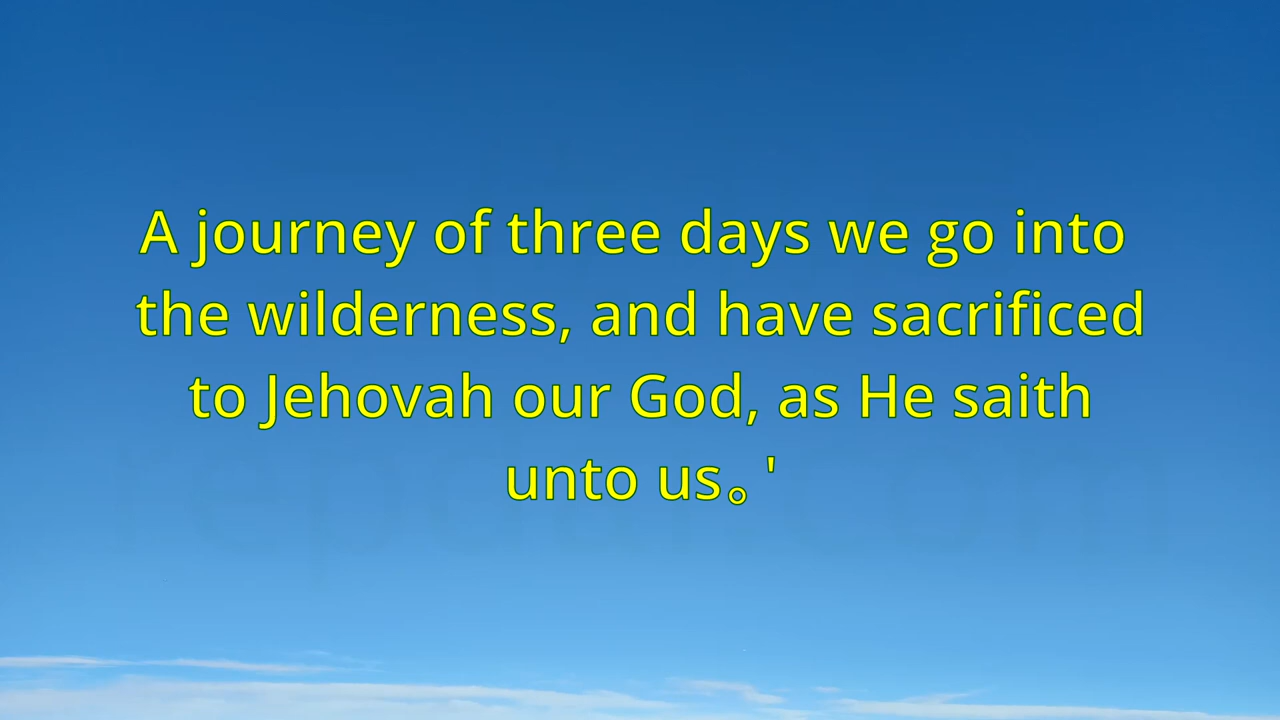 A journey of three days we go into
the wilderness, and have sacrificed
to Jehovah our God, as He saith
unto us。'